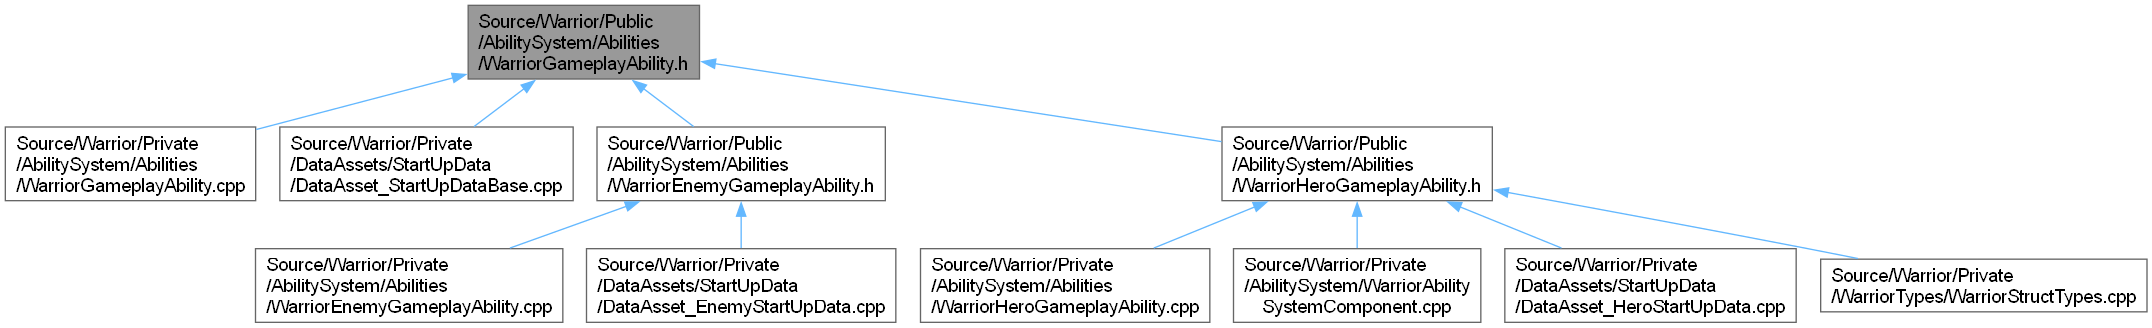 Source/Warrior/Public
/AbilitySystem/Abilities
/WarriorGameplayAbility.h
Source/Warrior/Private
/AbilitySystem/Abilities
/WarriorGameplayAbility.cpp
Source/Warrior/Private
/DataAssets/StartUpData
/DataAsset_StartUpDataBase.cpp
Source/Warrior/Public
/AbilitySystem/Abilities
/WarriorEnemyGameplayAbility.h
Source/Warrior/Public
/AbilitySystem/Abilities
/WarriorHeroGameplayAbility.h
Source/Warrior/Private
/AbilitySystem/Abilities
/WarriorEnemyGameplayAbility.cpp
Source/Warrior/Private
/DataAssets/StartUpData
/DataAsset_EnemyStartUpData.cpp
Source/Warrior/Private
/AbilitySystem/Abilities
/WarriorHeroGameplayAbility.cpp
Source/Warrior/Private
/AbilitySystem/WarriorAbility
SystemComponent.cpp
Source/Warrior/Private
/DataAssets/StartUpData
/DataAsset_HeroStartUpData.cpp
Source/Warrior/Private
/WarriorTypes/WarriorStructTypes.cpp